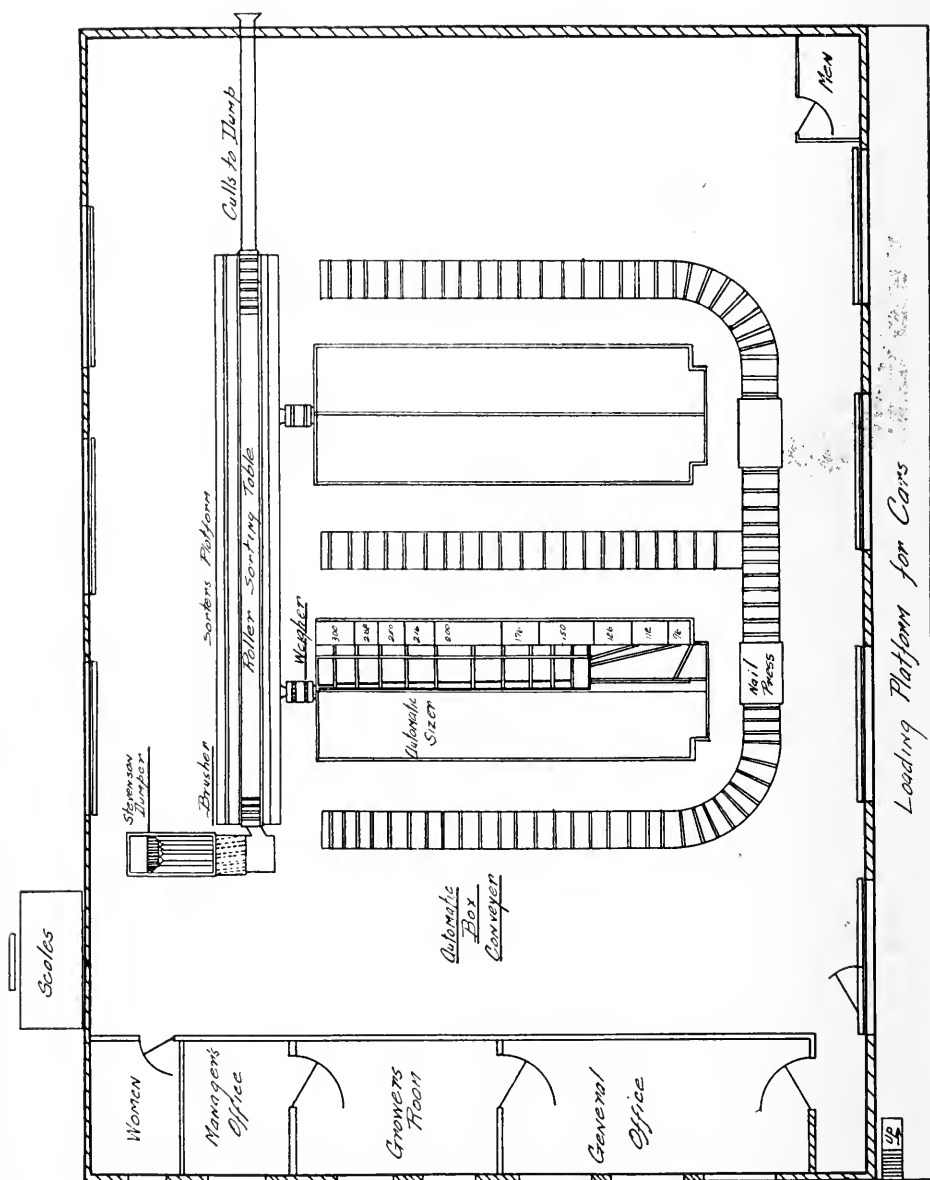 Scales
Women
Stevenson
Dumper
Brusher
Sorters Platform
Culls to Dump
Manager's
Office
Roller Sorting Table
Weigher
300
250
216
200
176
150
126
112
96
Growers
Room
Automatic
Sizer
Automatic
Box
Conveyer
General
Office
Nail
Press
Men
Loading Platform for Cars
UP